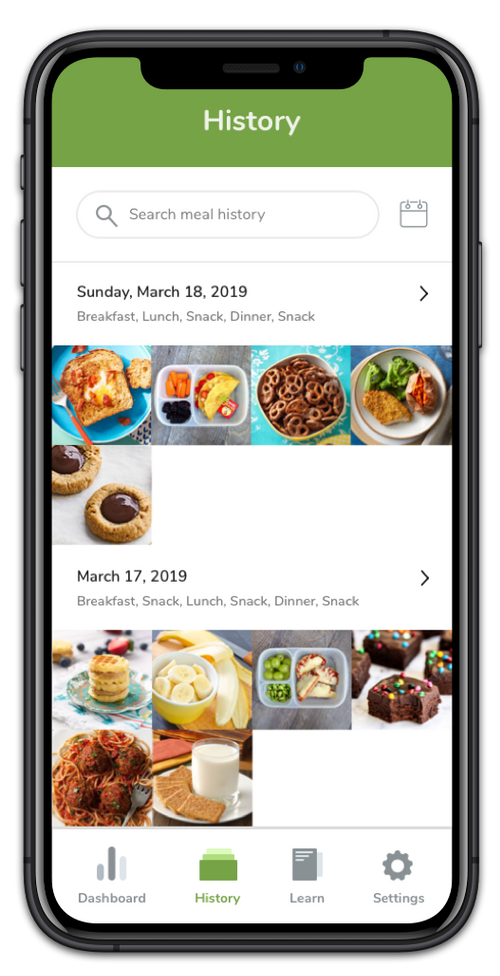 History
Search meal history
Sunday, March 18, 2019
Breakfast, Lunch, Snack, Dinner, Snack
March 17, 2019
Breakfast, Snack, Lunch, Snack, Dinner, Snack
Dashboard
History
Learn
Settings